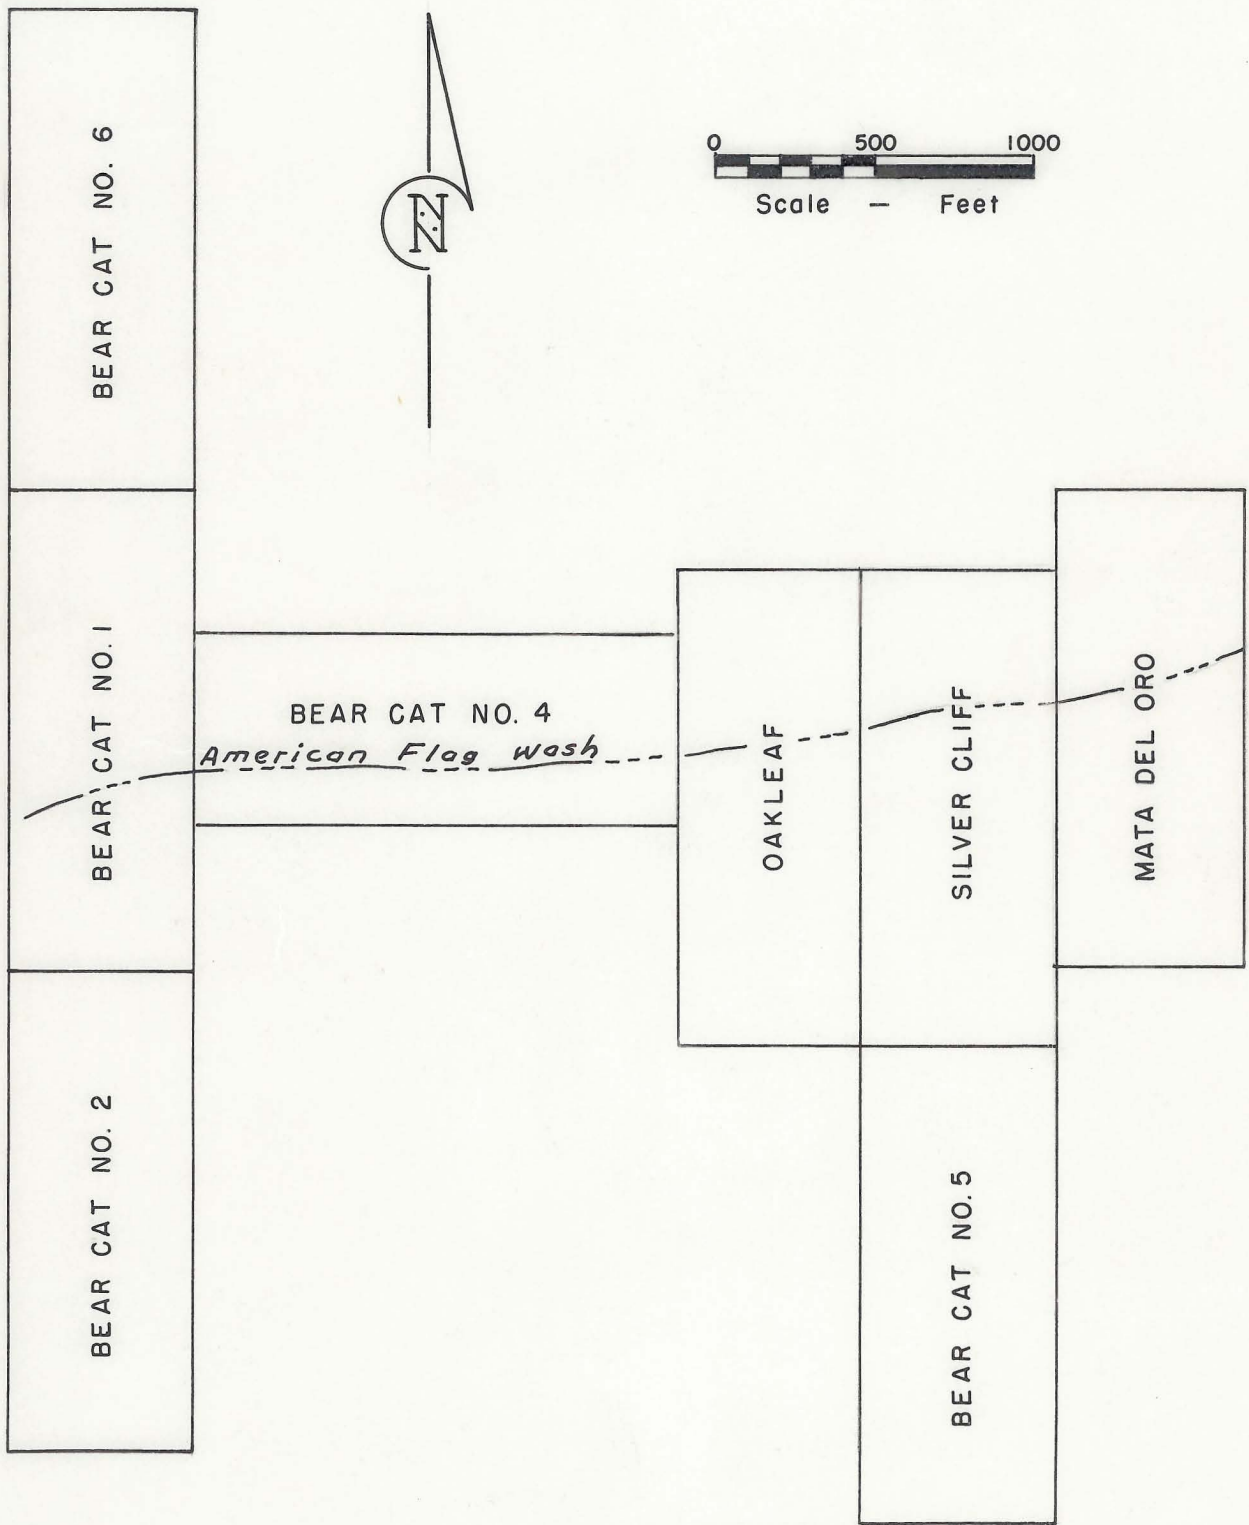 BEAR CAT NO. 6
N
0 500 1000
Scale — Feet
BEAR CAT NO. 1
BEAR CAT NO. 4
American Flag Wash
OAKLEAF
SILVER CLIFF
MATA DEL ORO
BEAR CAT NO. 2
BEAR CAT NO. 5